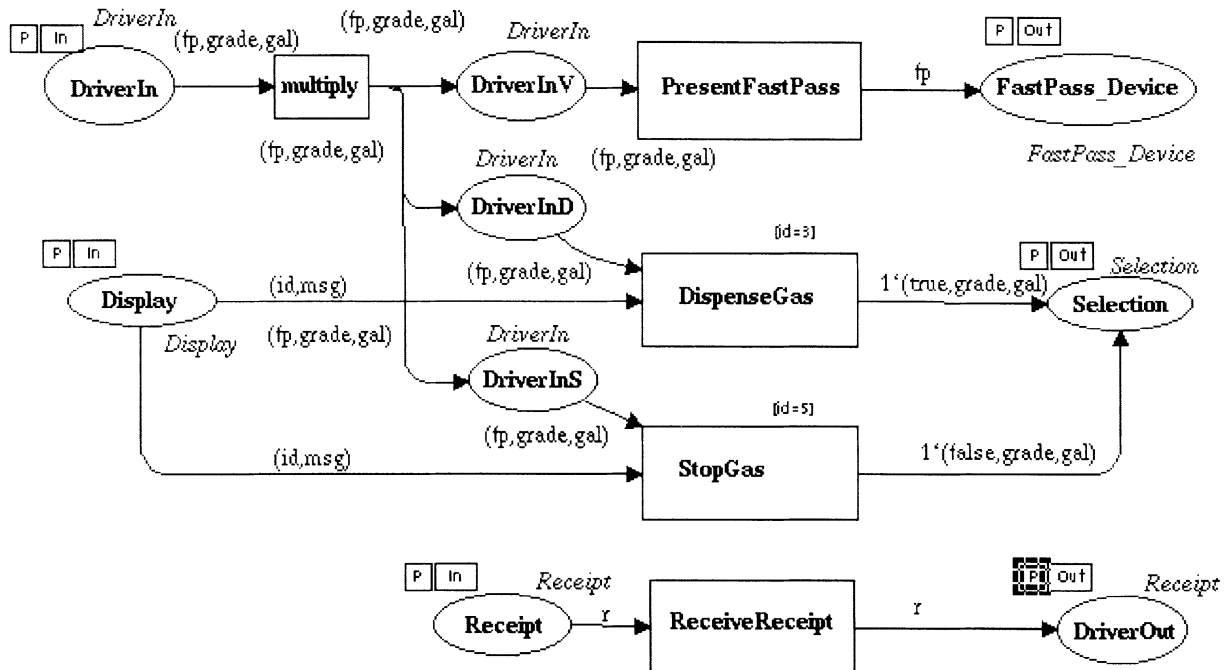 DriverIn
(fp,grade,gal)
P In
(fp,grade,gal)
DriverIn
P Out
DriverIn
multiply
DriverInV
PresentFastPass
fp
FastPass_Device
(fp,grade,gal)
DriverIn
(fp,grade,gal)
FastPass_Device
DriverInD
[id=3]
P In
(fp,grade,gal)
P Out
Selection
Display
(id,msg)
DispenseGas
1`(true,grade,gal)
Selection
Display
(fp,grade,gal)
DriverIn
DriverInS
[id=5]
(fp,grade,gal)
(id,msg)
StopGas
1`(false,grade,gal)
P In
Receipt
P Out
Receipt
Receipt
r
ReceiveReceipt
r
DriverOut